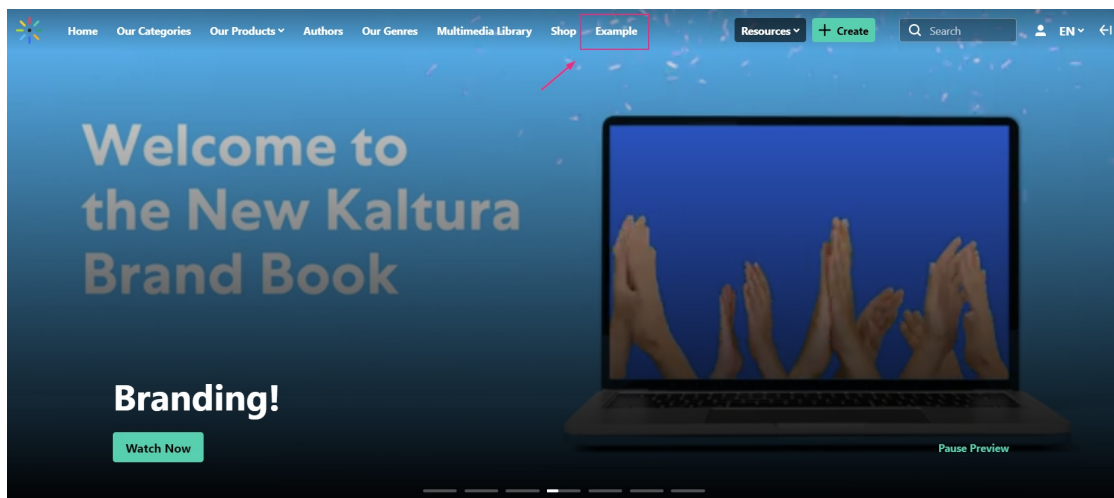 Home Our Categories Our Products Authors Our Genres Multimedia Library Shop Example Resources + Create Search EN
Welcome to
the New Kaltura
Brand Book
Branding!
Watch Now
Pause Preview